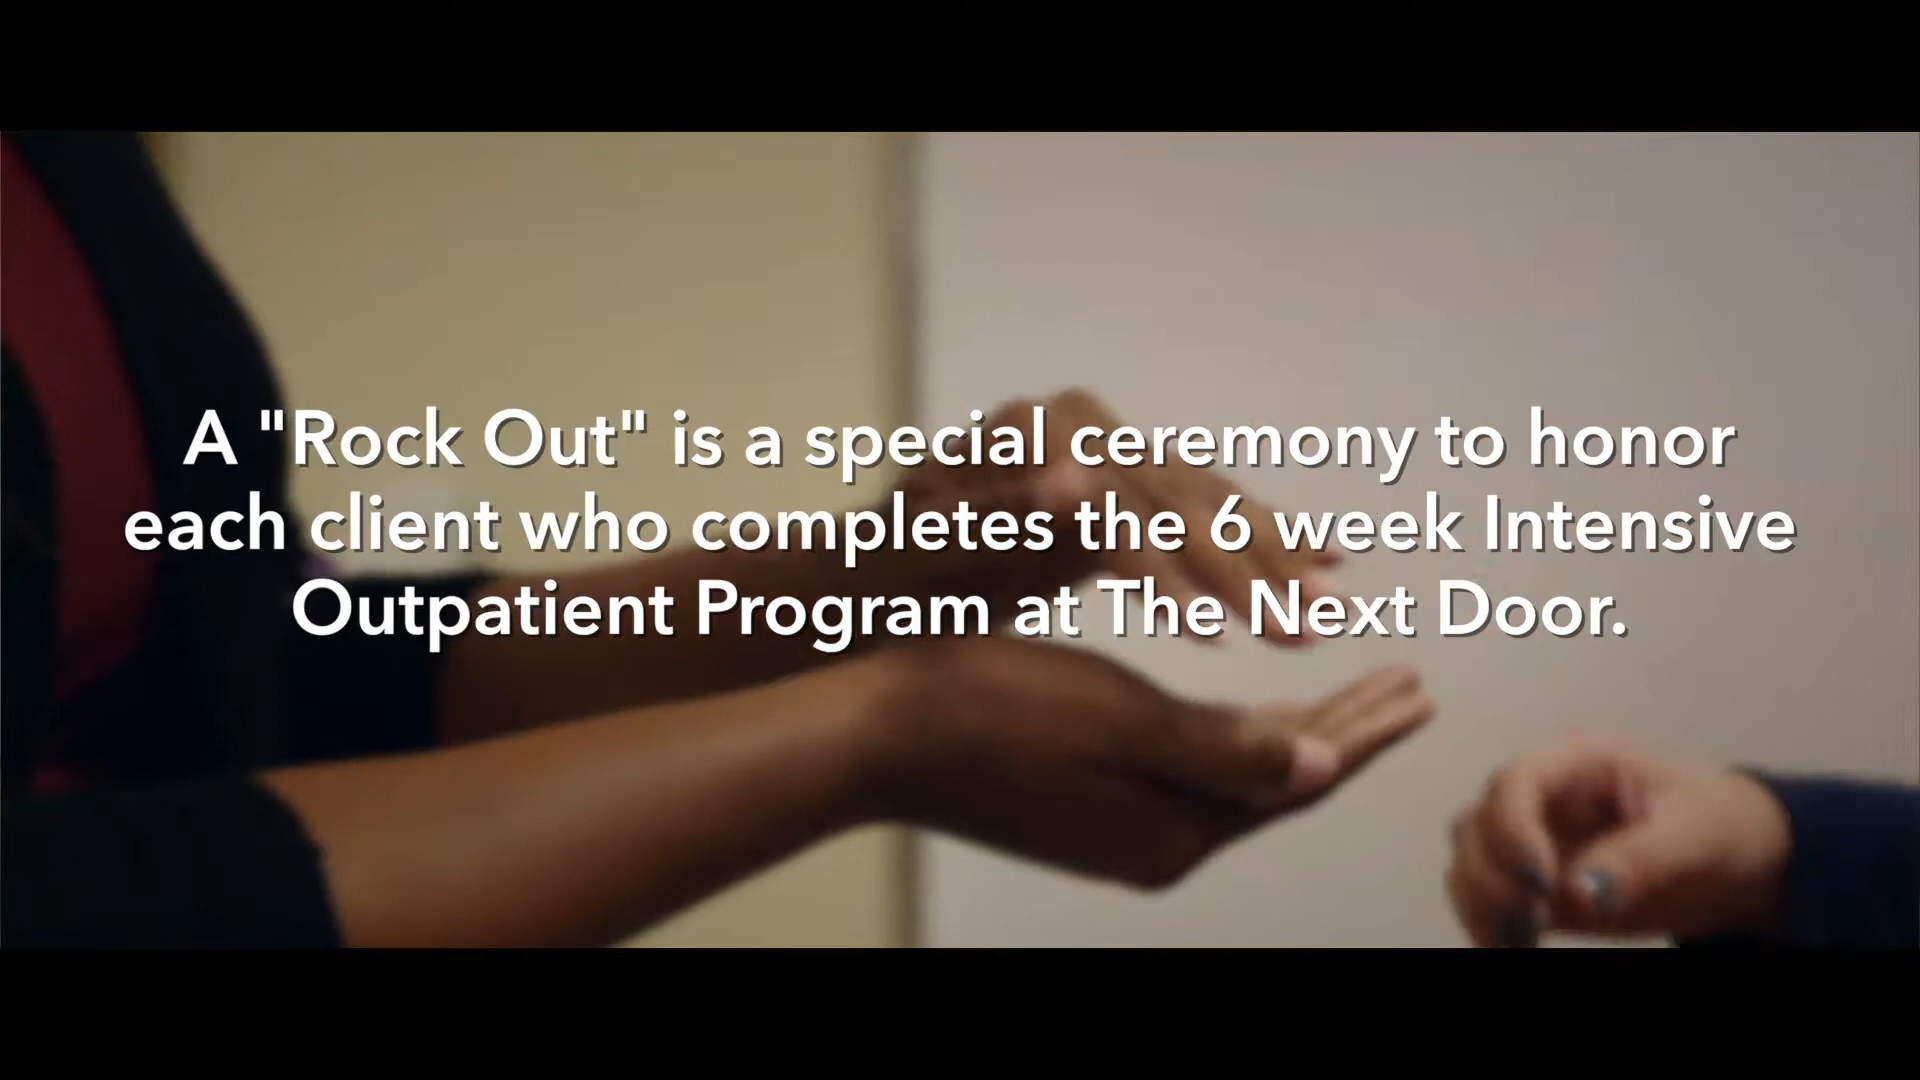 A "Rock Out" is a special ceremony to honor
each client who completes the 6 week Intensive
Outpatient Program at The Next Door.